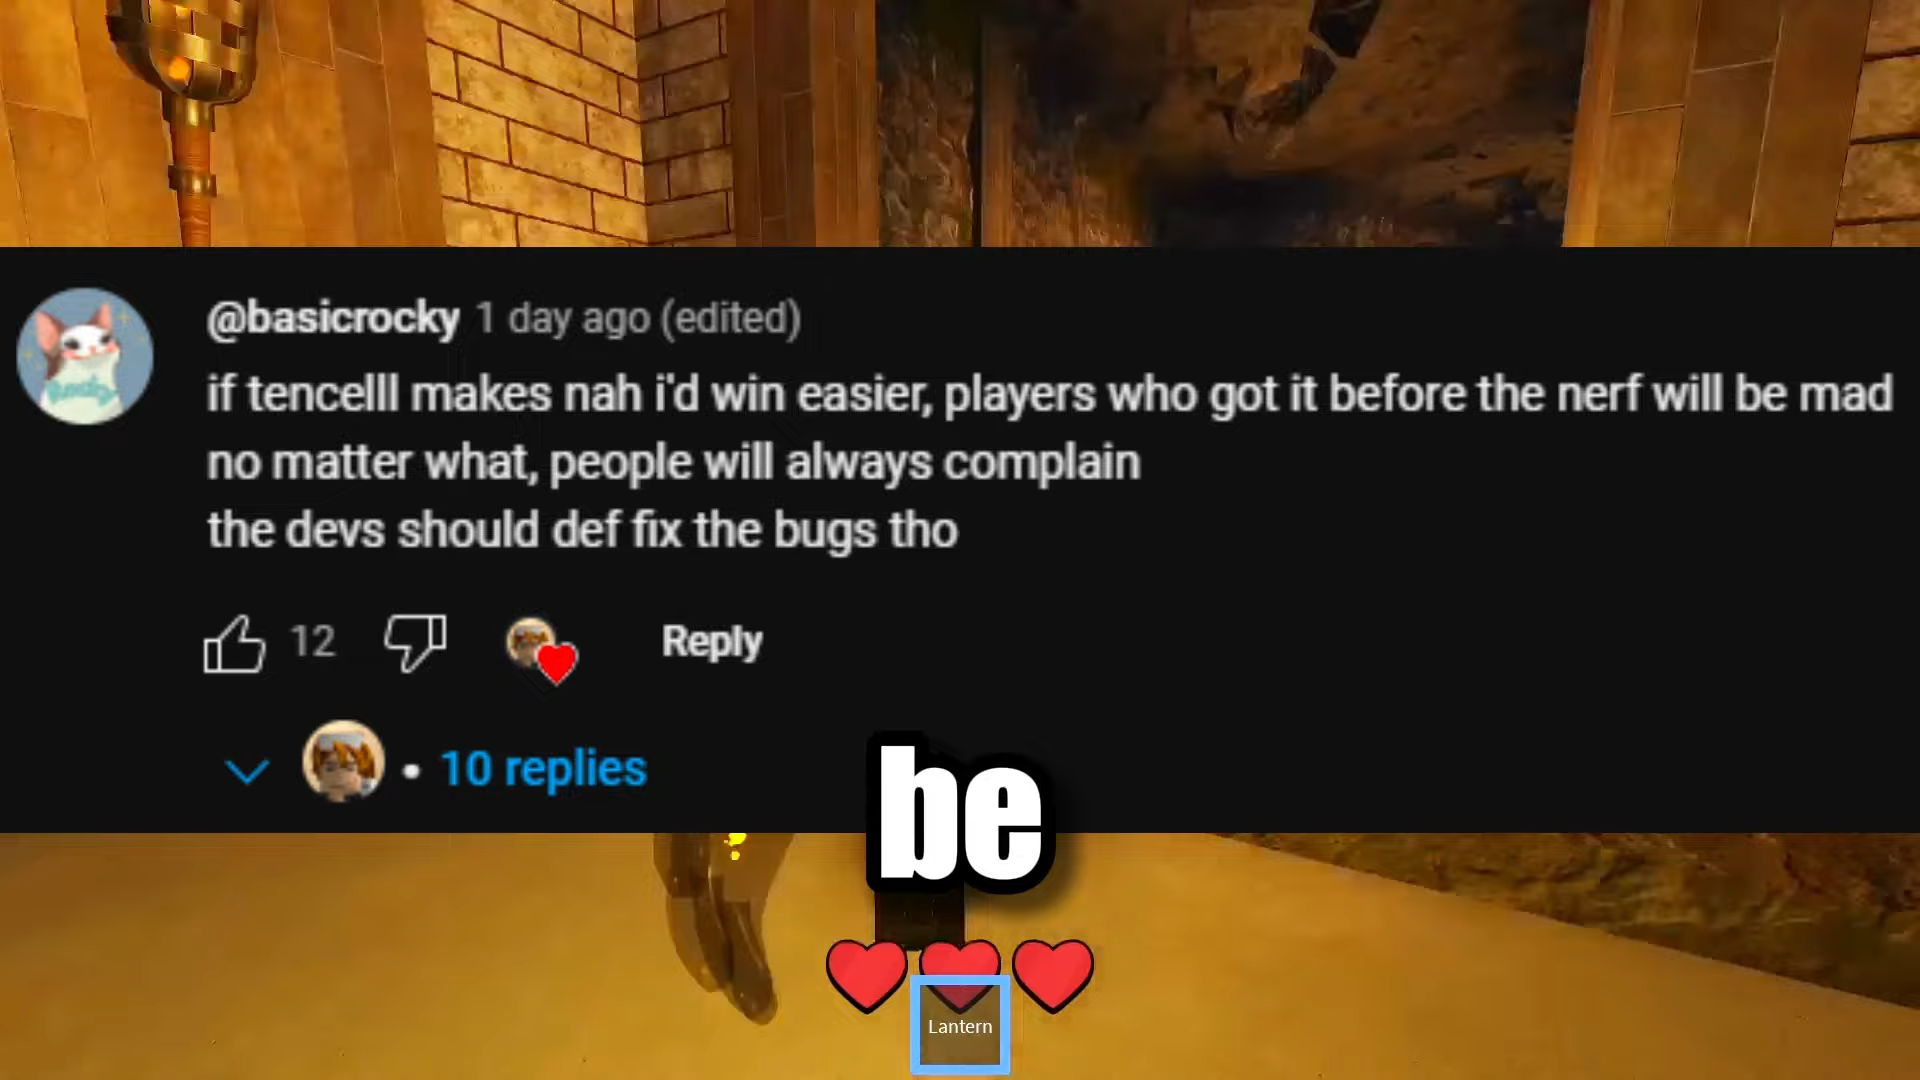 @basicrocky 1 day ago (edited)
if tencelll makes nah i'd win easier, players who got it before the nerf will be mad
no matter what, people will always complain
the devs should def fix the bugs tho
12 Reply
10 replies
be
Lantern